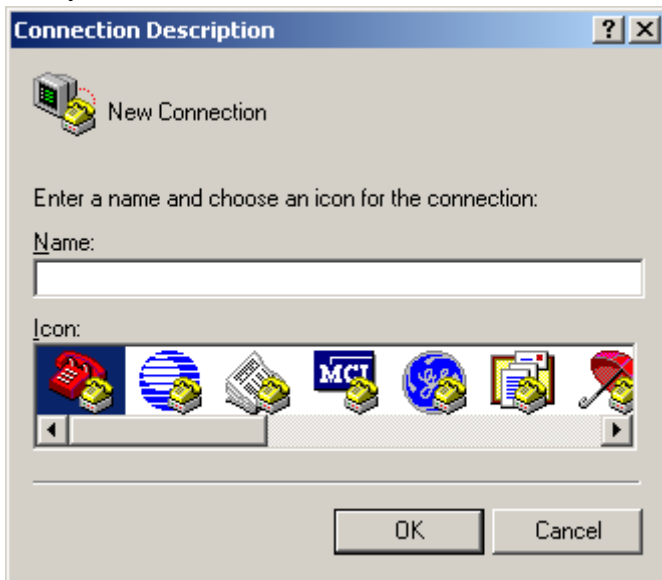 Connection Description
New Connection
Enter a name and choose an icon for the connection:
Name:
Icon:
MCI
OK
Cancel